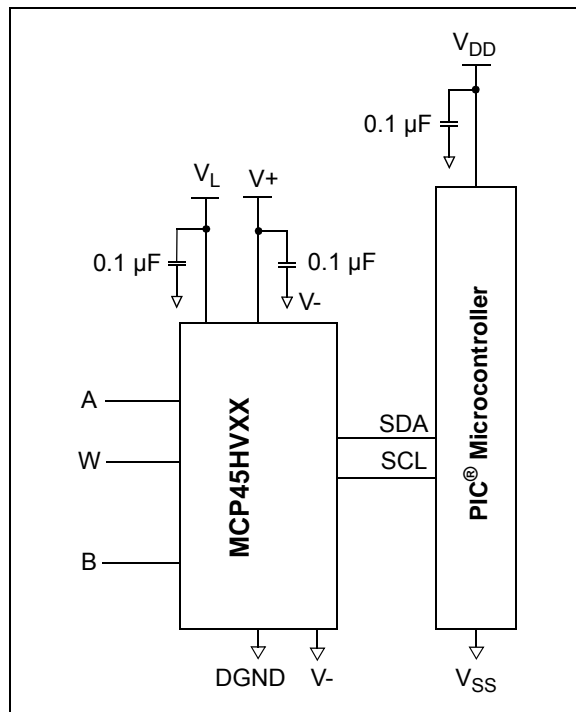 V_DD
0.1 µF
V_L
V+
0.1 µF
0.1 µF
V-
A
W
B
MCP45HVXX
SDA
SCL
PIC® Microcontroller
DGND
V-
V_SS